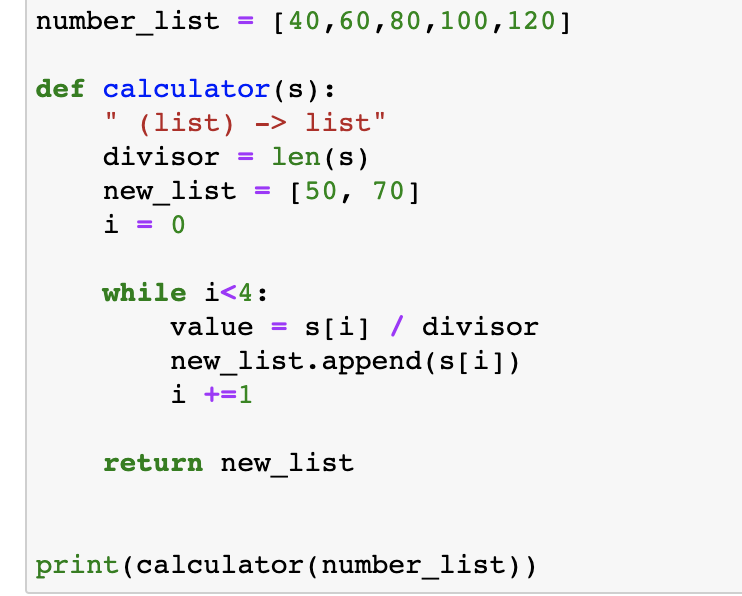 number_list = [40,60,80,100,120]
def calculator(s):
    " (list) -> list"
    divisor = len(s)
    new_list = [50, 70]
    i = 0
    while i<4:
        value = s[i] / divisor
        new_list.append(s[i])
        i +=1
    return new_list
print(calculator(number_list))